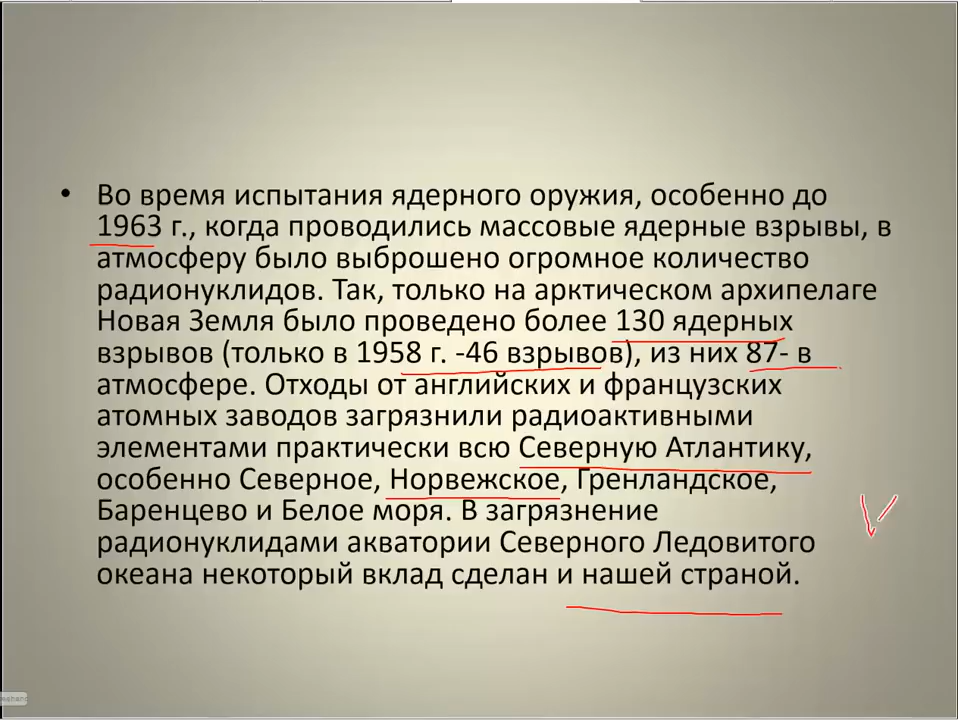 • Во время испытания ядерного оружия, особенно до
1963 г., когда проводились массовые ядерные взрывы, в
атмосферу было выброшено огромное количество
радионуклидов. Так, только на арктическом архипелаге
Новая Земля было проведено более 130 ядерных
взрывов (только в 1958 г. -46 взрывов), из них 87- в
атмосфере. Отходы от английских и французских
атомных заводов загрязнили радиоактивными
элементами практически всю Северную Атлантику,
особенно Северное, Норвежское, Гренландское,
Баренцево и Белое моря. В загрязнение
радионуклидами акватории Северного Ледовитого
океана некоторый вклад сделан и нашей страной.